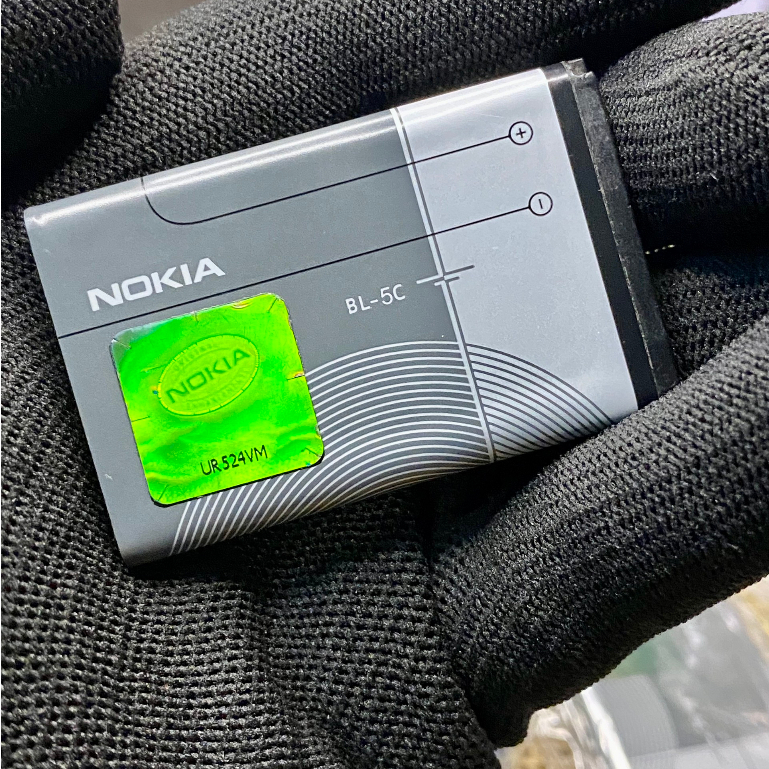 +
-
NOKIA
BL-5C
NOKIA
UR524VM